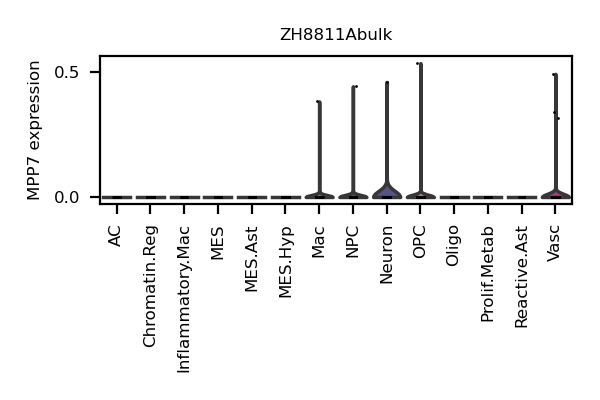 ZH8811Abulk
MPP7 expression
0.5
0.0
AC
Chromatin.Reg
Inflammatory.Mac
MES
MES.Ast
MES.Hyp
Mac
NPC
Neuron
OPC
Oligo
Prolif.Metab
Reactive.Ast
Vasc